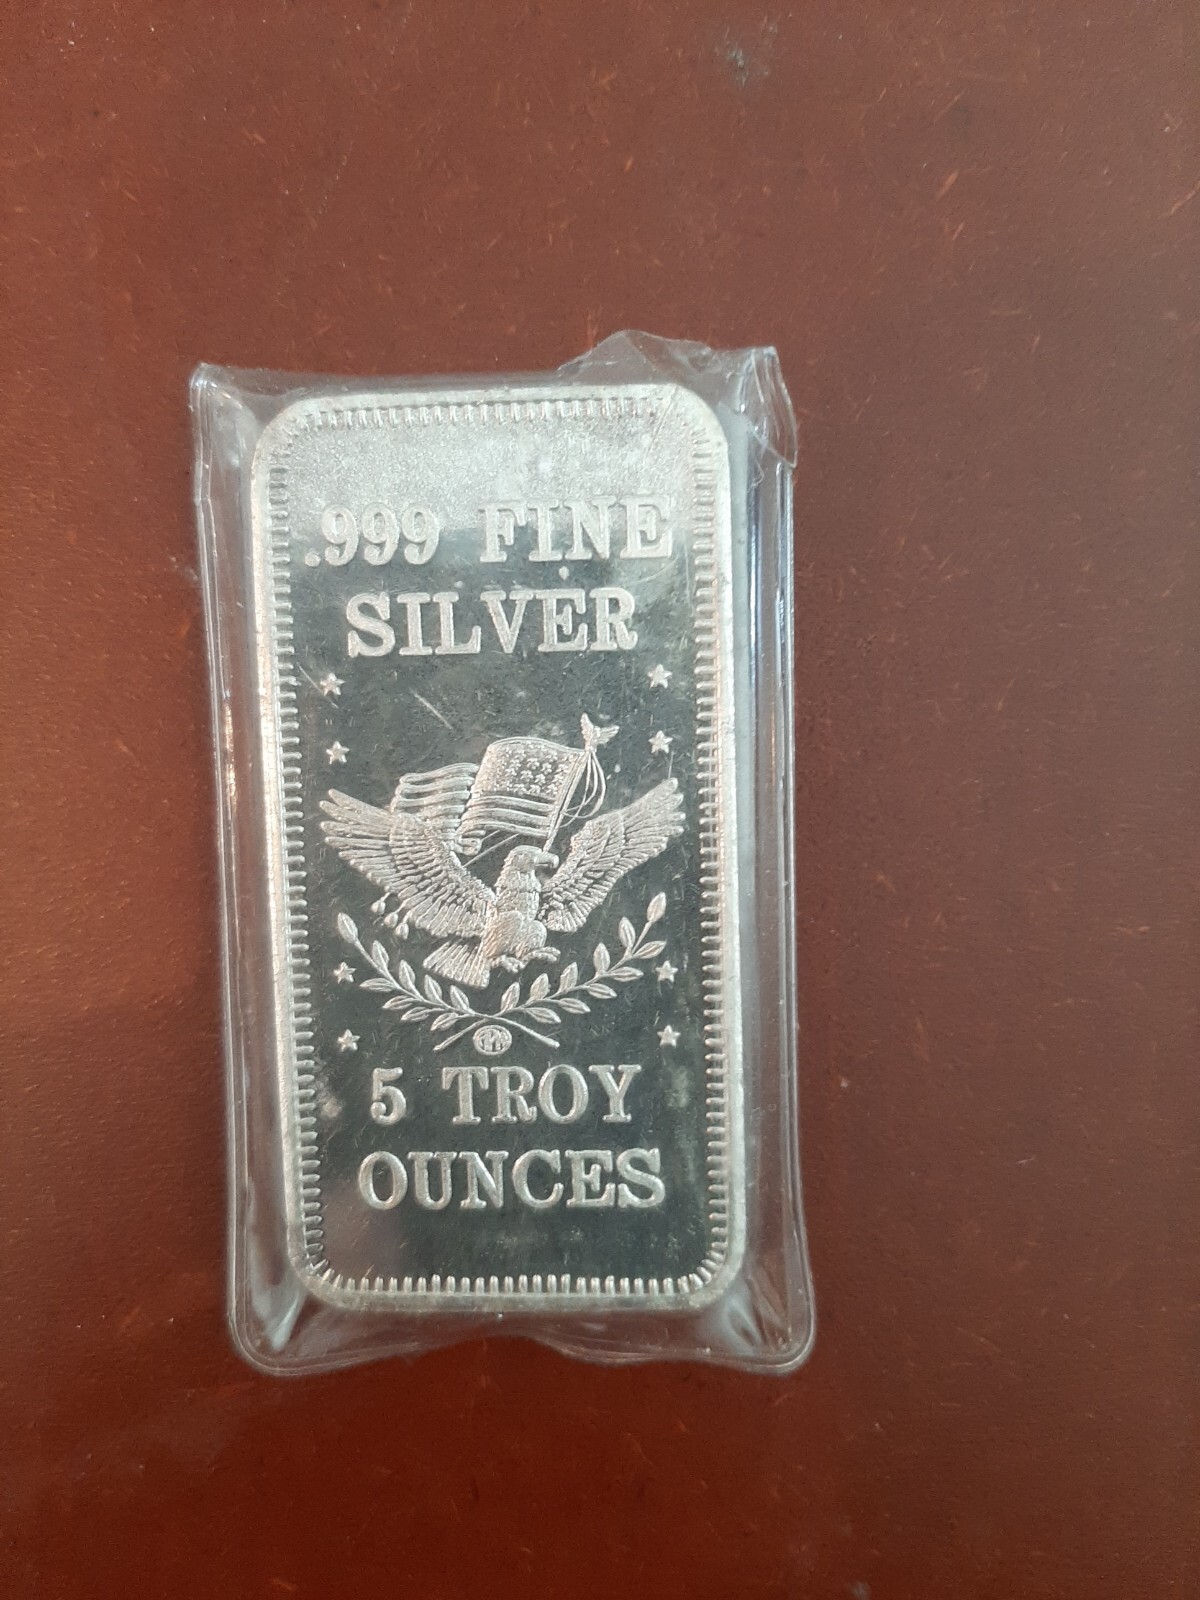 .999 FINE
SILVER
5 TROY
OUNCES